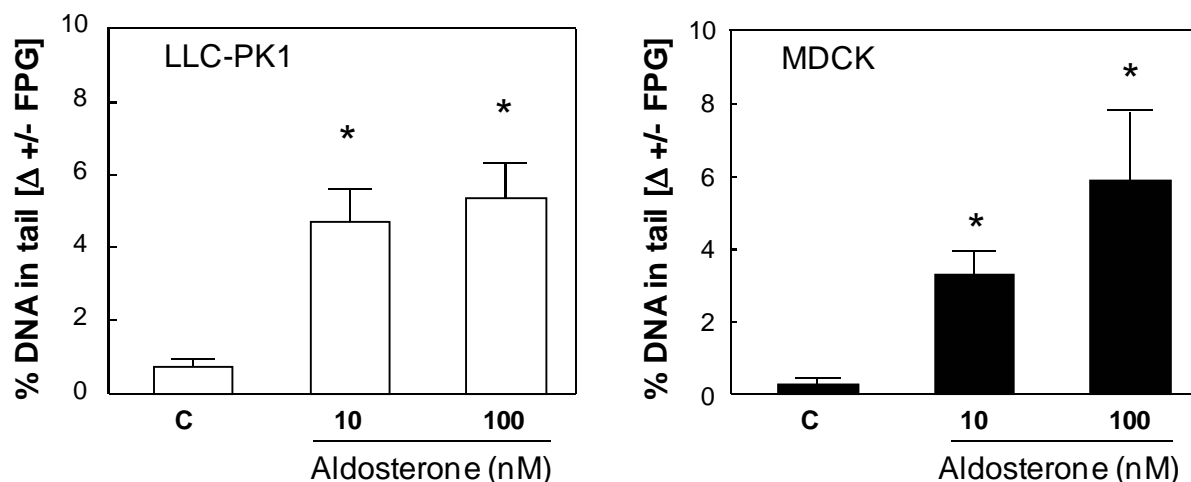 % DNA in tail [Δ +/- FPG]
10
8
6
4
2
0
LLC-PK1
*
*
C
10
100
Aldosterone (nM)
% DNA in tail [Δ +/- FPG]
10
8
6
4
2
0
MDCK
*
*
C
10
100
Aldosterone (nM)